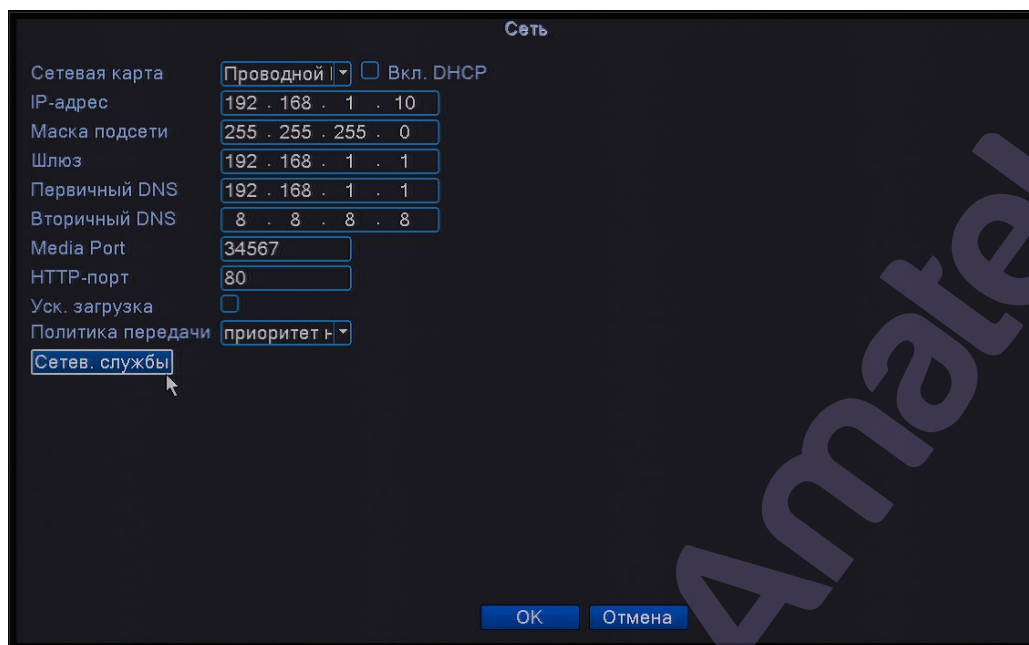 Сеть
Сетевая карта Проводной Вкл. DHCP
IP-адрес 192 . 168 . 1 . 10
Маска подсети 255 . 255 . 255 . 0
Шлюз 192 . 168 . 1 . 1
Первичный DNS 192 . 168 . 1 . 1
Вторичный DNS 8 . 8 . 8 . 8
Media Port 34567
HTTP-порт 80
Уск. загрузка
Политика передачи приоритет н
Сетев. службы
OK Отмена
Amatek